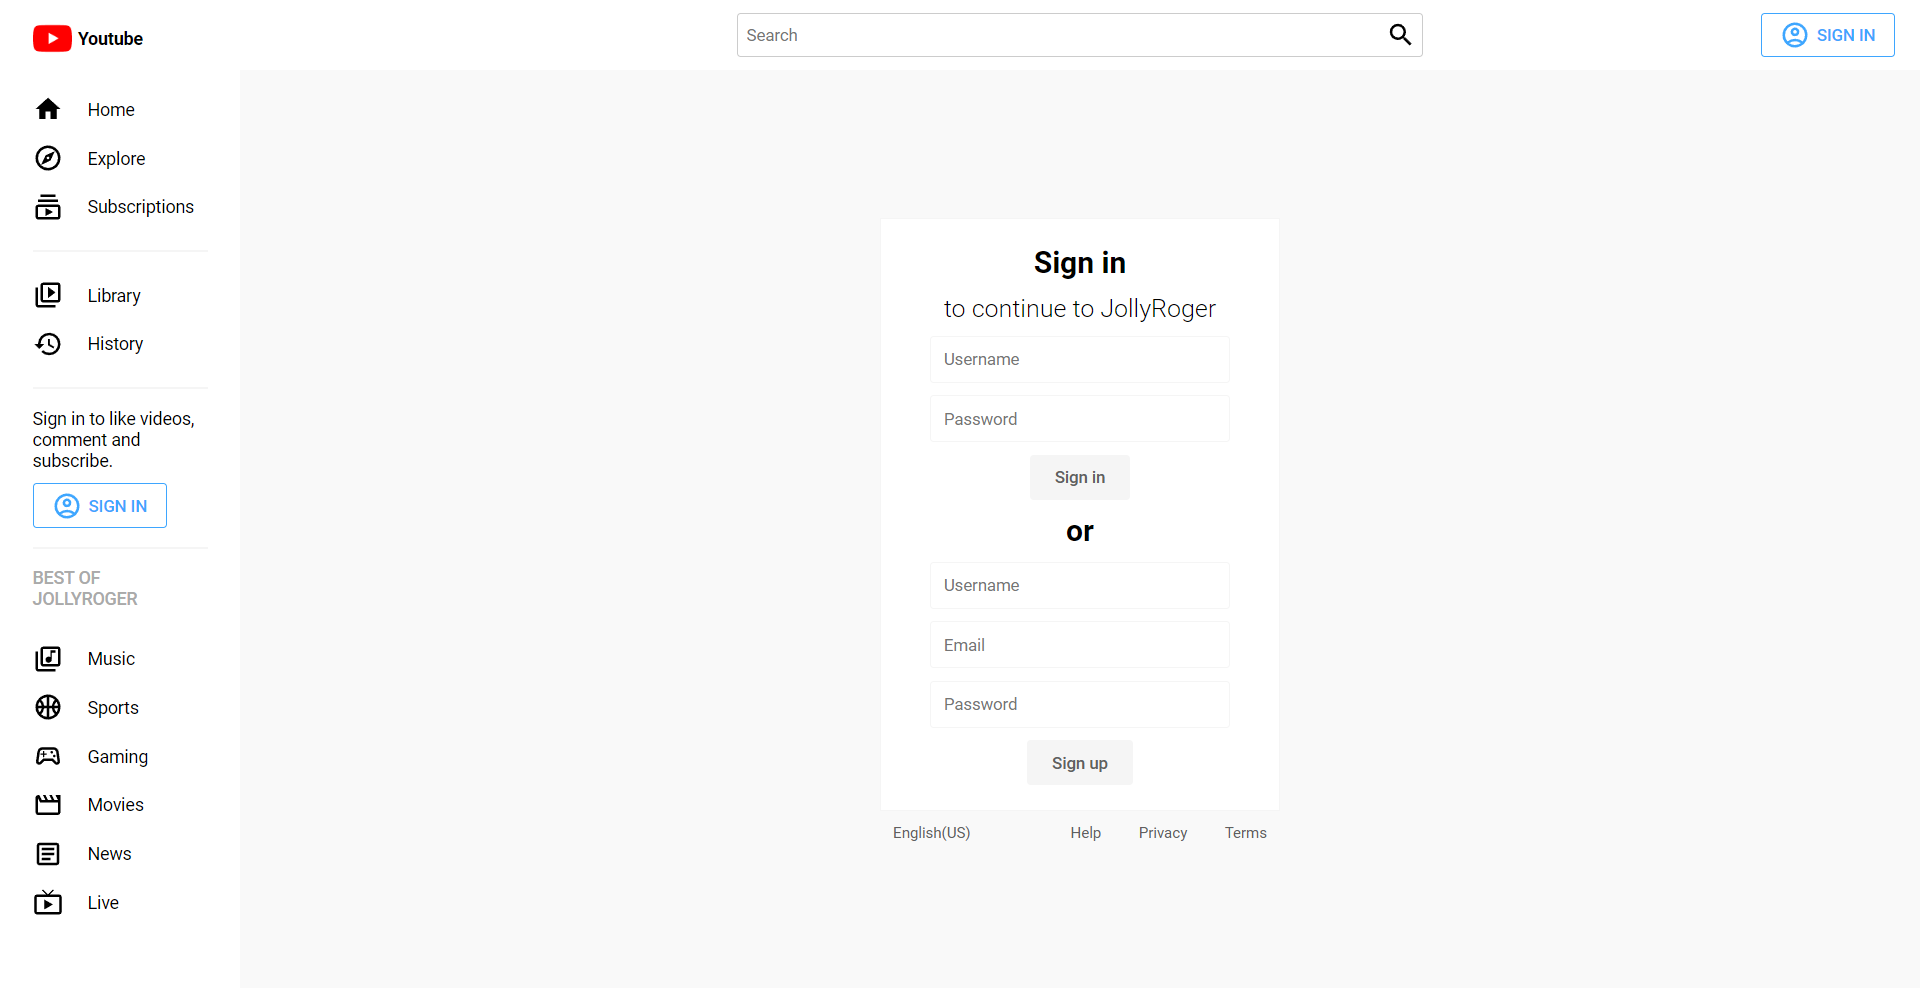 Youtube
Search
SIGN IN
Home
Explore
Subscriptions
Library
History
Sign in to like videos,
comment and
subscribe.
SIGN IN
BEST OF
JOLLYROGER
Music
Sports
Gaming
Movies
News
Live
Sign in
to continue to JollyRoger
Username
Password
Sign in
or
Username
Email
Password
Sign up
English(US) Help Privacy Terms